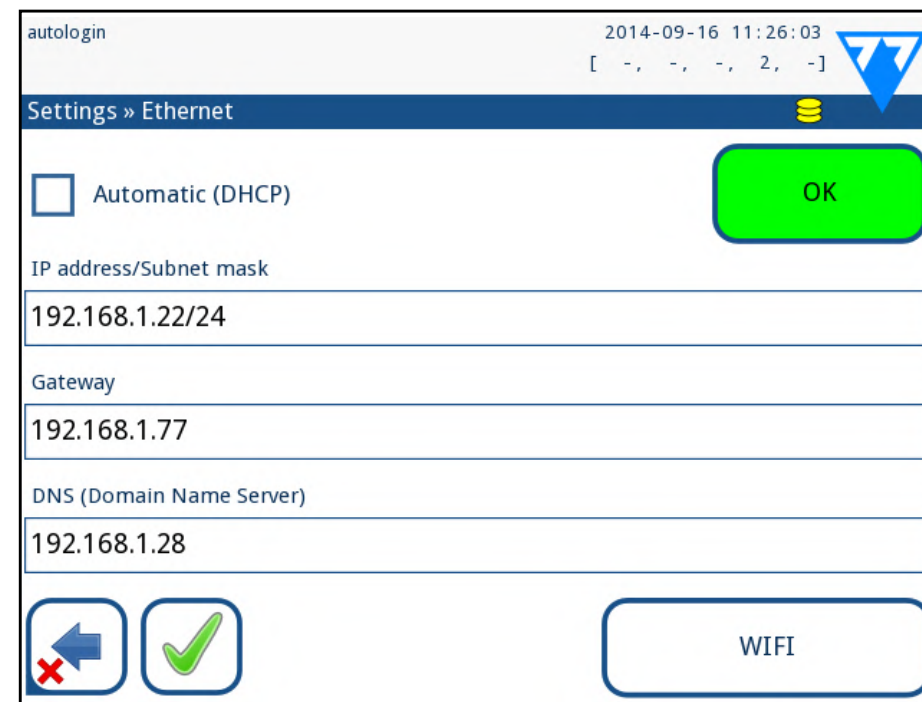 autologin
2014-09-16 11:26:03
[ -, -, -, 2, -]
Settings » Ethernet
Automatic (DHCP)
OK
IP address/Subnet mask
192.168.1.22/24
Gateway
192.168.1.77
DNS (Domain Name Server)
192.168.1.28
WIFI